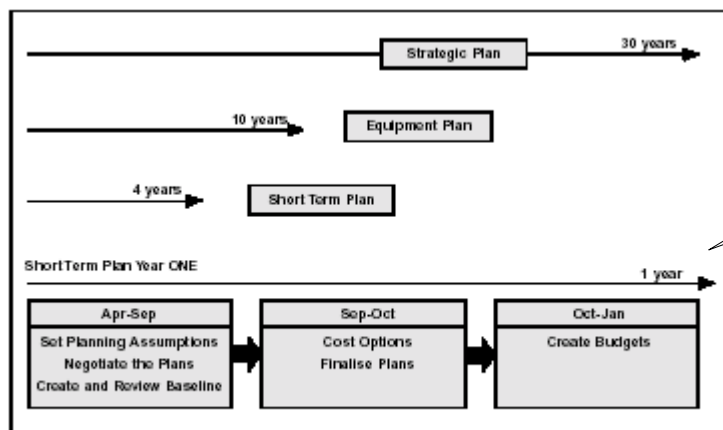 Strategic Plan
30 years
10 years
Equipment Plan
4 years
Short Term Plan
Short Term Plan Year ONE
1 year
Apr-Sep
Set Planning Assumptions
Negotiate the Plans
Create and Review Baseline
Sep-Oct
Cost Options
Finalise Plans
Oct-Jan
Create Budgets